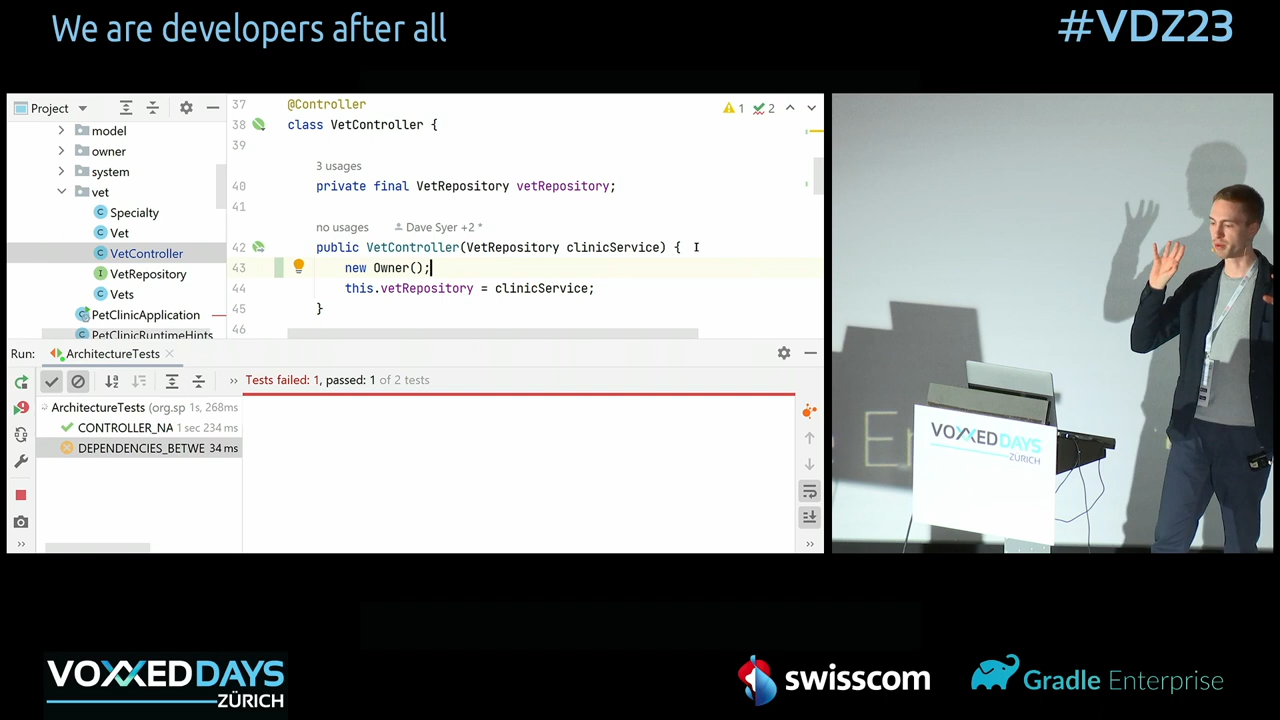 We are developers after all
#VDZ23
Project
model
owner
system
vet
Specialty
Vet
VetController
VetRepository
Vets
PetClinicApplication
PetClinicRuntimeHints
1 2
37 @Controller
38 class VetController {
39
3 usages
40 private final VetRepository vetRepository;
41
no usages Dave Syer +2 *
42 public VetController(VetRepository clinicService) {
43 new Owner();
44 this.vetRepository = clinicService;
45 }
46
Run: ArchitectureTests
Tests failed: 1, passed: 1 of 2 tests
ArchitectureTests (org.sp 1s, 268ms
CONTROLLER_NA 1 sec 234 ms
DEPENDENCIES_BETWE 34 ms
VOXXED DAYS
ZÜRICH
VOXXED DAYS
ZÜRICH
swisscom
Gradle Enterprise